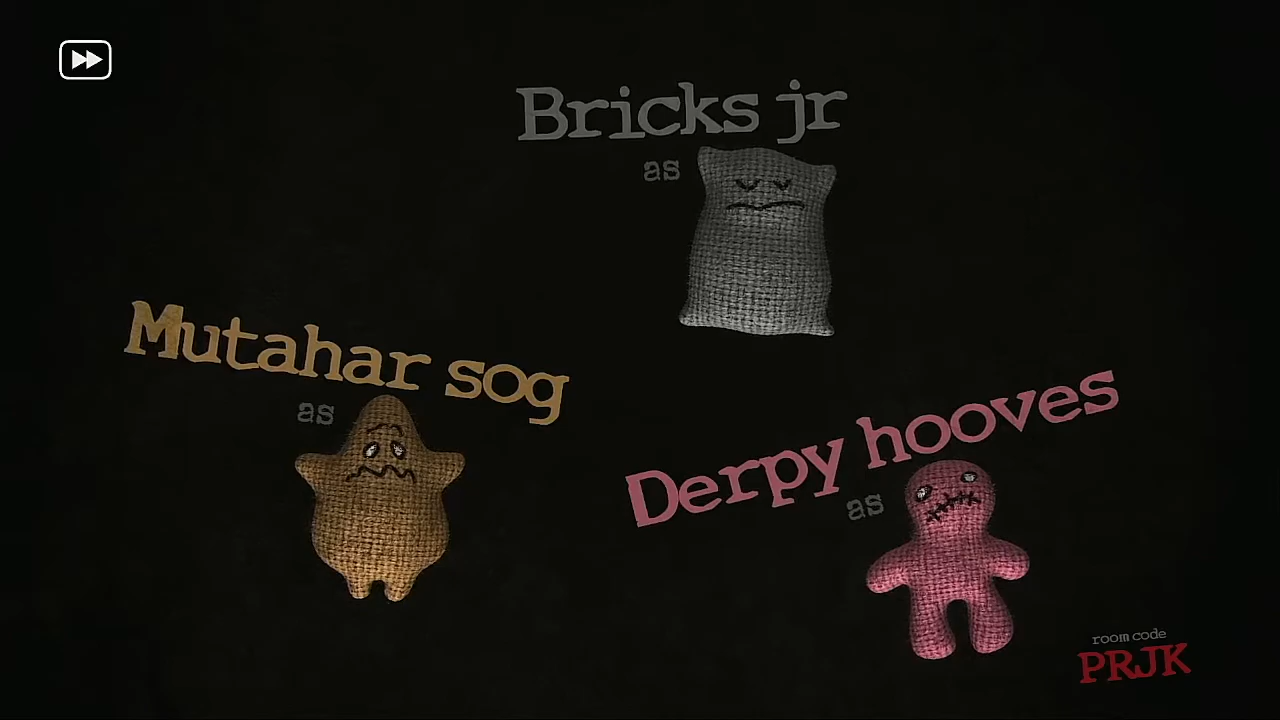 Bricks jr
as
Mutahar sog
as
Derpy hooves
as
room code
PRJK